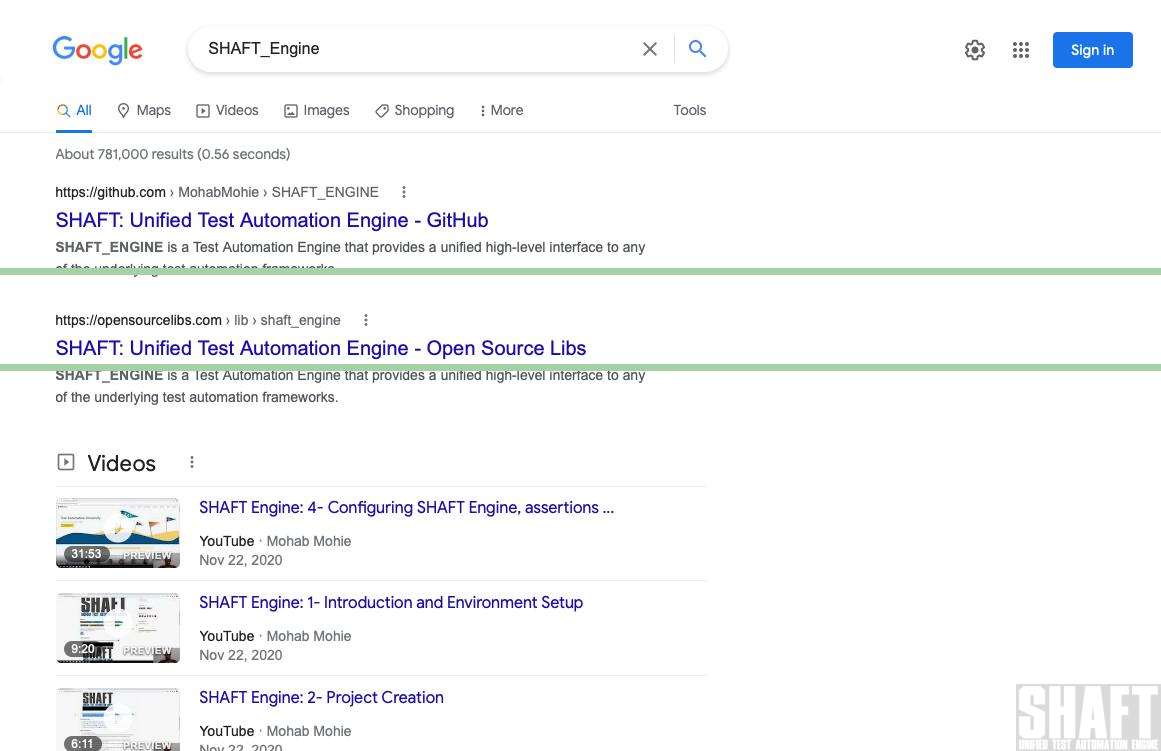 Google
SHAFT_Engine
Sign in
All
Maps
Videos
Images
Shopping
More
Tools
About 781,000 results (0.56 seconds)
https://github.com › MohabMohie › SHAFT_ENGINE
SHAFT: Unified Test Automation Engine - GitHub
SHAFT_ENGINE is a Test Automation Engine that provides a unified high-level interface to any
of the underlying test automation frameworks.
https://opensourcelibs.com › lib › shaft_engine
SHAFT: Unified Test Automation Engine - Open Source Libs
SHAFT_ENGINE is a Test Automation Engine that provides a unified high-level interface to any
of the underlying test automation frameworks.
Videos
SHAFT Engine: 4- Configuring SHAFT Engine, assertions ...
31:53
PREVIEW
YouTube · Mohab Mohie
Nov 22, 2020
SHAFT Engine: 1- Introduction and Environment Setup
SHAFT
9:20
PREVIEW
YouTube · Mohab Mohie
Nov 22, 2020
SHAFT Engine: 2- Project Creation
SHAFT
6:11
PREVIEW
YouTube · Mohab Mohie
Nov 22, 2020
SHAFT
UNIFIED TEST AUTOMATION ENGINE